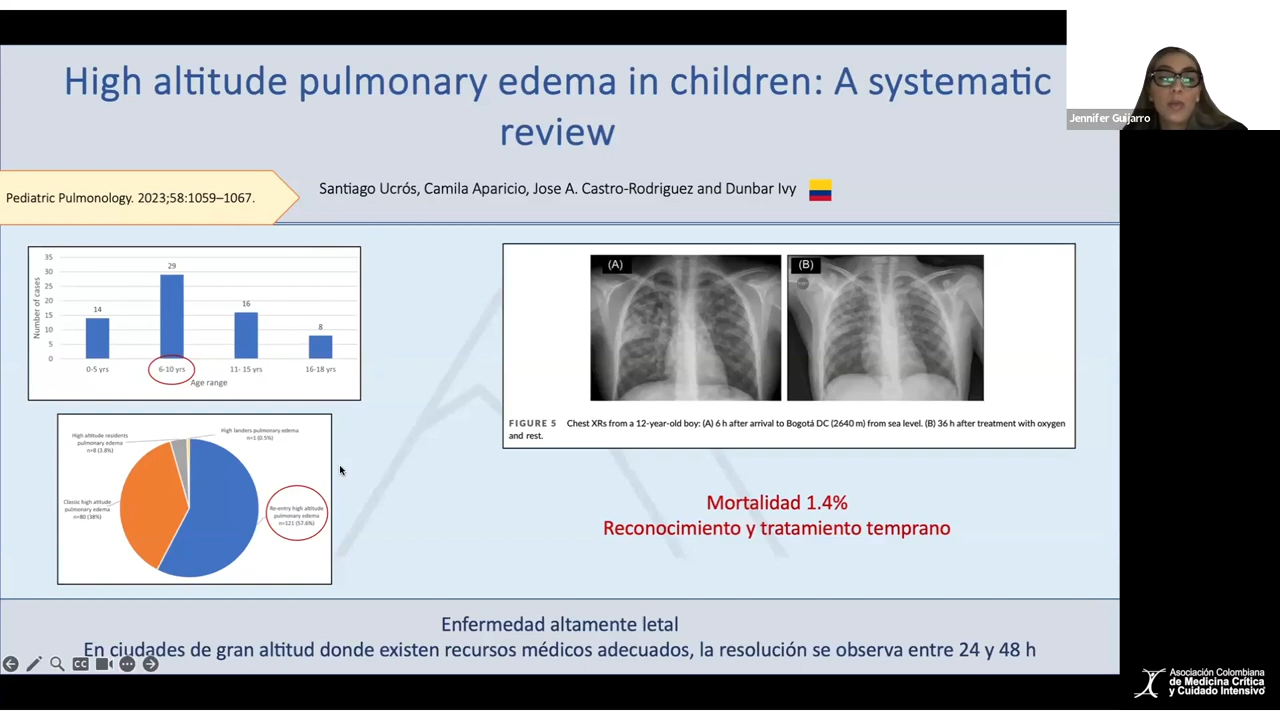 High altitude pulmonary edema in children: A systematic
review
Jennifer Guijarro
Pediatric Pulmonology. 2023;58:1059–1067.
Santiago Ucrós, Camila Aparicio, Jose A. Castro-Rodriguez and Dunbar Ivy
Number of cases
35
30
25
20
15
10
5
0
14
29
16
8
0-5 yrs
6-10 yrs
11- 15 yrs
16-18 yrs
Age range
(A)
(B)
FIGURE 5 Chest XRs from a 12-year-old boy: (A) 6 h after arrival to Bogotá DC (2640 m) from sea level. (B) 36 h after treatment with oxygen
and rest.
High altitude residents
pulmonary edema
n=8 (3.8%)
High landers pulmonary edema
n=1 (0.5%)
Classic high altitude
pulmonary edema
n=80 (38%)
Re-entry high altitude
pulmonary edema
n=121 (57.6%)
Mortalidad 1.4%
Reconocimiento y tratamiento temprano
Enfermedad altamente letal
En ciudades de gran altitud donde existen recursos médicos adecuados, la resolución se observa entre 24 y 48 h
CC
Asociación Colombiana
de Medicina Crítica
y Cuidado Intensivo